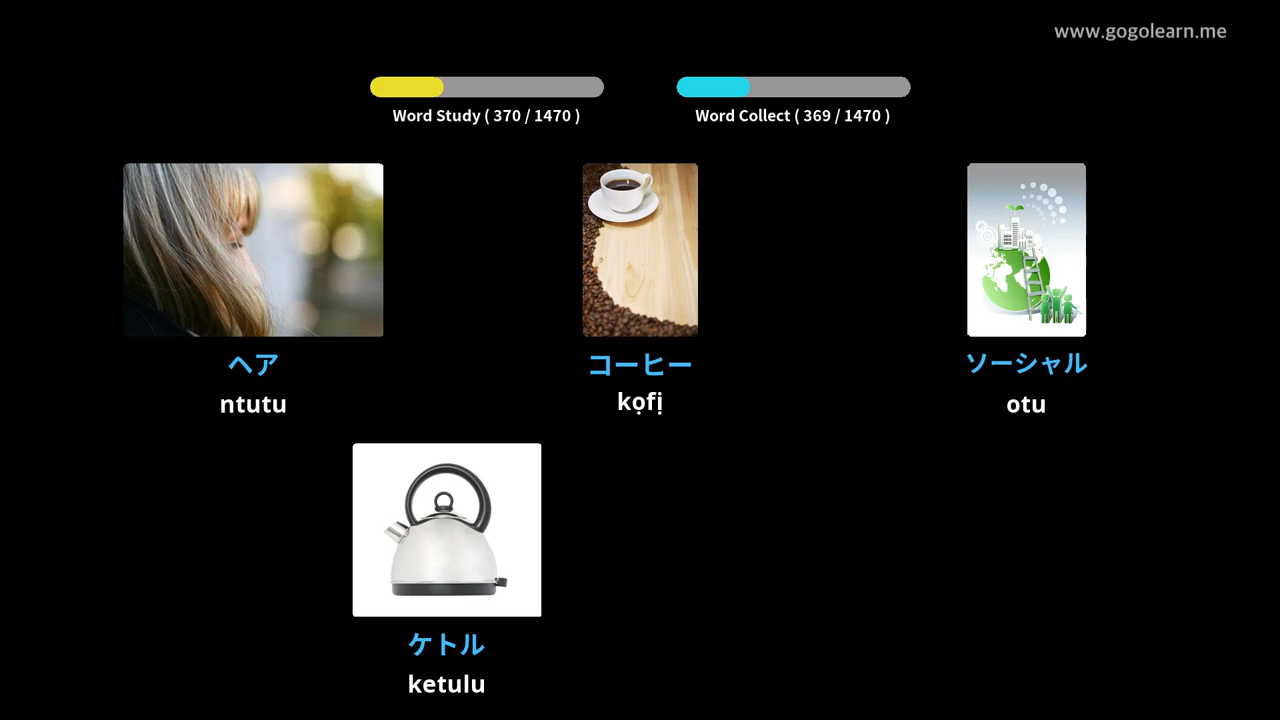 www.gogolearn.me
Word Study ( 370 / 1470 )
Word Collect ( 369 / 1470 )
ヘア
ntutu
コーヒー
kọfị
ソーシャル
otu
ケトル
ketulu